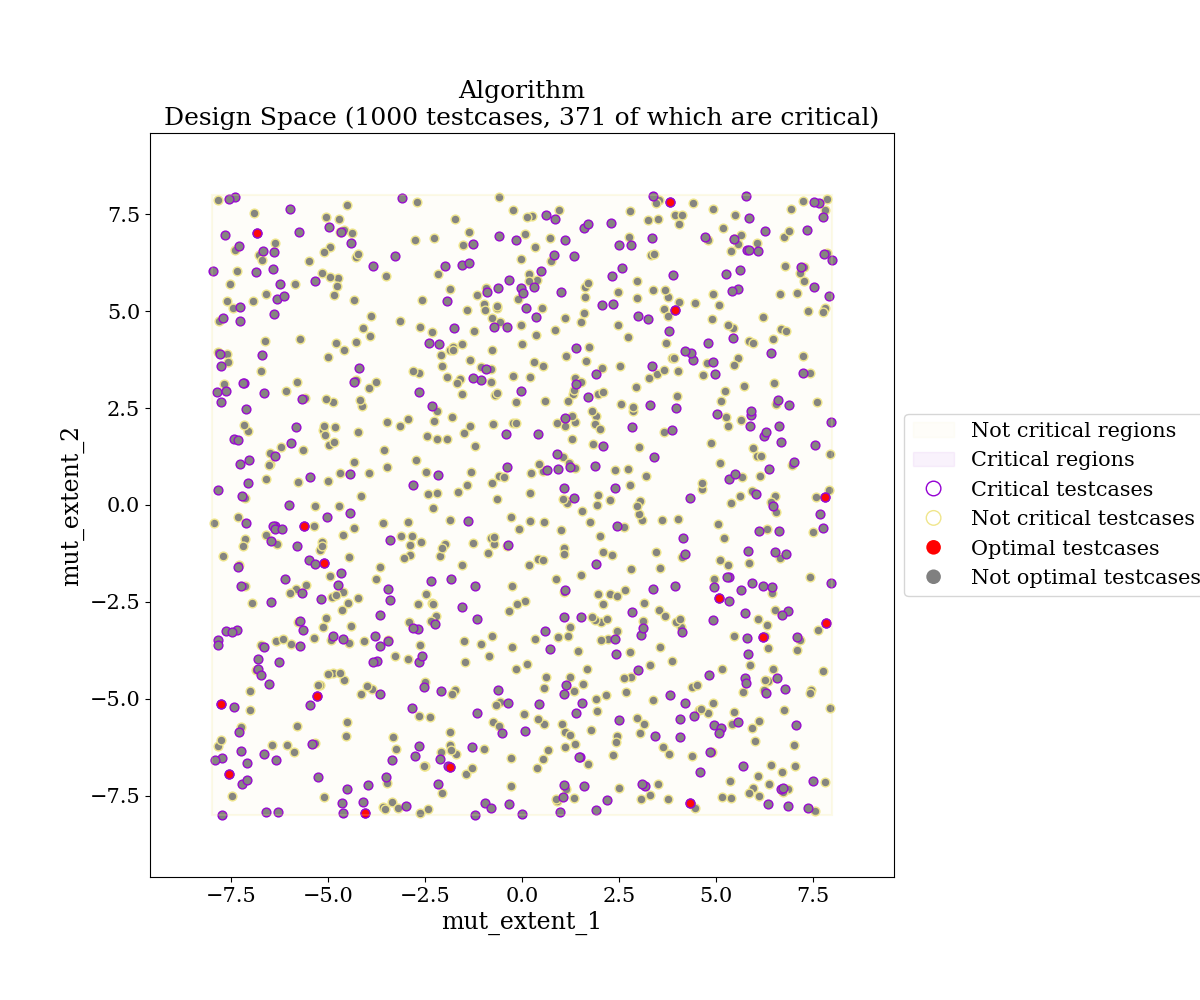 Algorithm
Design Space (1000 testcases, 371 of which are critical)
7.5
5.0
2.5
0.0
−2.5
−5.0
−7.5
mut_extent_2
−7.5 −5.0 −2.5 0.0 2.5 5.0 7.5
mut_extent_1
Not critical regions
Critical regions
Critical testcases
Not critical testcases
Optimal testcases
Not optimal testcases